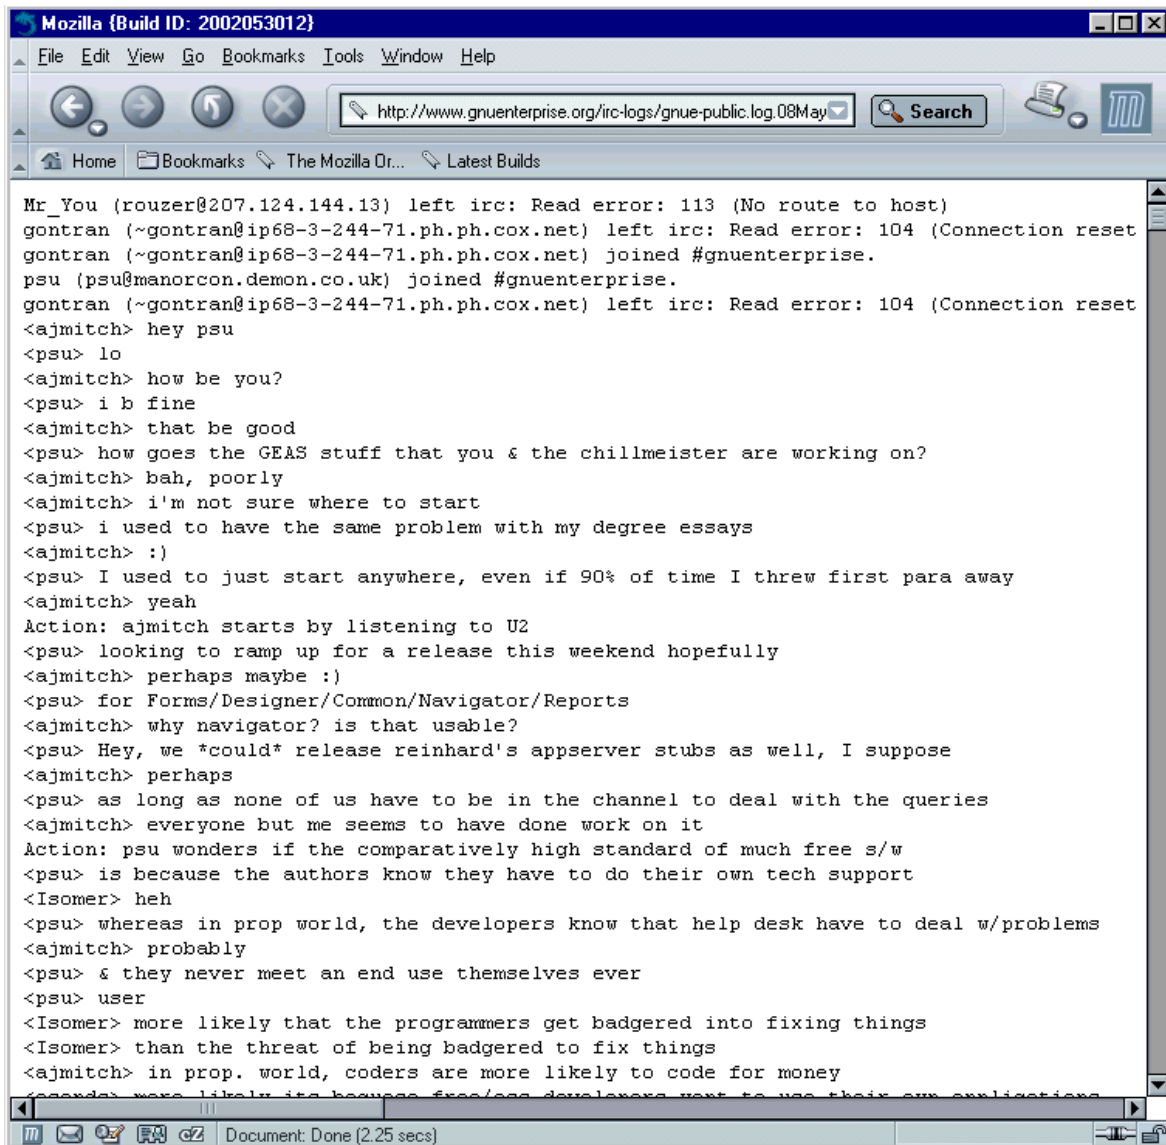 Mozilla {Build ID: 2002053012}
File Edit View Go Bookmarks Tools Window Help
http://www.gnuenterprise.org/irc-logs/gnue-public.log.08May Search
Home Bookmarks The Mozilla Or... Latest Builds
Mr_You (rouzer@207.124.144.13) left irc: Read error: 113 (No route to host)
gontran (~gontran@ip68-3-244-71.ph.ph.cox.net) left irc: Read error: 104 (Connection reset
gontran (~gontran@ip68-3-244-71.ph.ph.cox.net) joined #gnuenterprise.
psu (psu@manorcon.demon.co.uk) joined #gnuenterprise.
gontran (~gontran@ip68-3-244-71.ph.ph.cox.net) left irc: Read error: 104 (Connection reset
<ajmitch> hey psu
<psu> lo
<ajmitch> how be you?
<psu> i b fine
<ajmitch> that be good
<psu> how goes the GEAS stuff that you & the chillmeister are working on?
<ajmitch> bah, poorly
<ajmitch> i'm not sure where to start
<psu> i used to have the same problem with my degree essays
<ajmitch> :)
<psu> I used to just start anywhere, even if 90% of time I threw first para away
<ajmitch> yeah
Action: ajmitch starts by listening to U2
<psu> looking to ramp up for a release this weekend hopefully
<ajmitch> perhaps maybe :)
<psu> for Forms/Designer/Common/Navigator/Reports
<ajmitch> why navigator? is that usable?
<psu> Hey, we *could* release reinhard's appserver stubs as well, I suppose
<ajmitch> perhaps
<psu> as long as none of us have to be in the channel to deal with the queries
<ajmitch> everyone but me seems to have done work on it
Action: psu wonders if the comparatively high standard of much free s/w
<psu> is because the authors know they have to do their own tech support
<Isomer> heh
<psu> whereas in prop world, the developers know that help desk have to deal w/problems
<ajmitch> probably
<psu> & they never meet an end use themselves ever
<psu> user
<Isomer> more likely that the programmers get badgered into fixing things
<Isomer> than the threat of being badgered to fix things
<ajmitch> in prop. world, coders are more likely to code for money
more likely its developers want to use their own applications
Document: Done (2.25 secs)